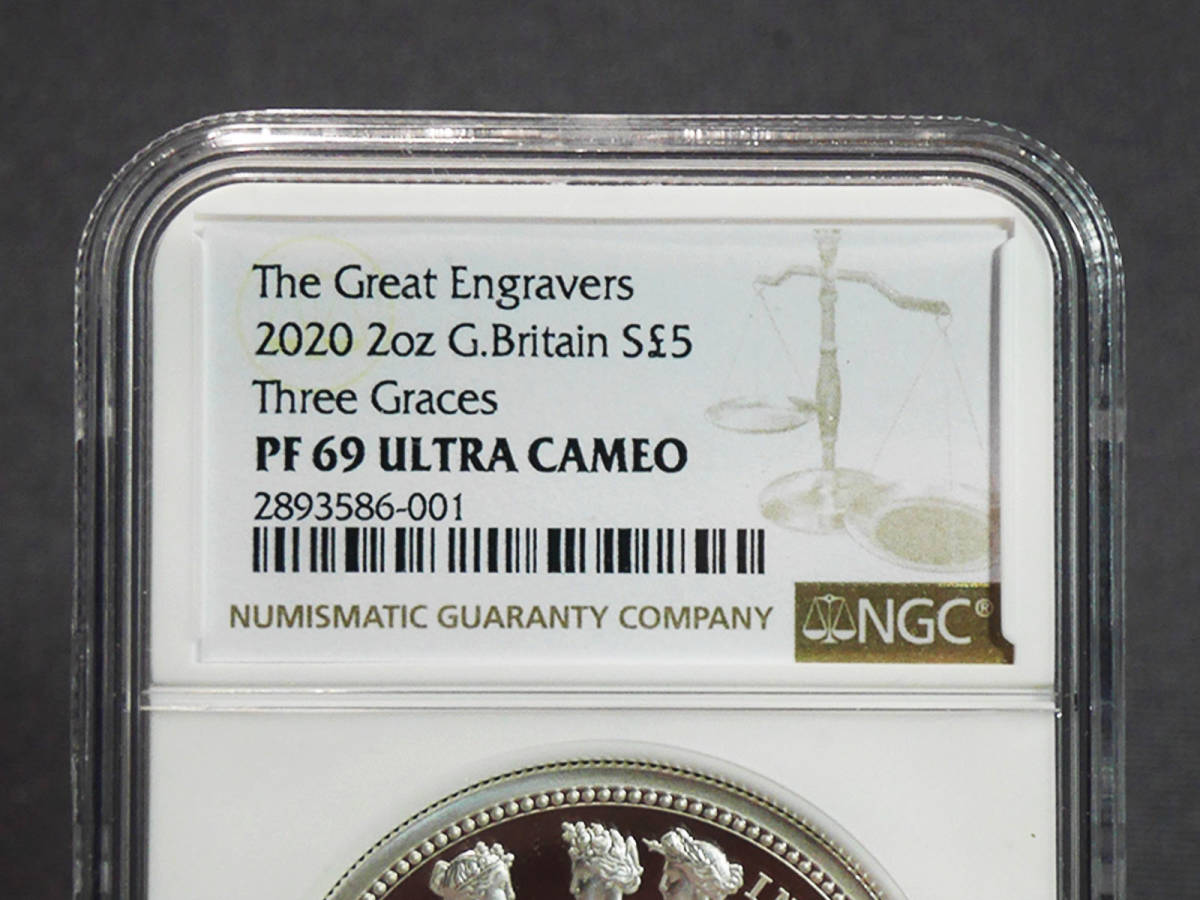 The Great Engravers
2020 2oz G.Britain S£5
Three Graces
PF 69 ULTRA CAMEO
2893586-001
NUMISMATIC GUARANTY COMPANY
NGC®